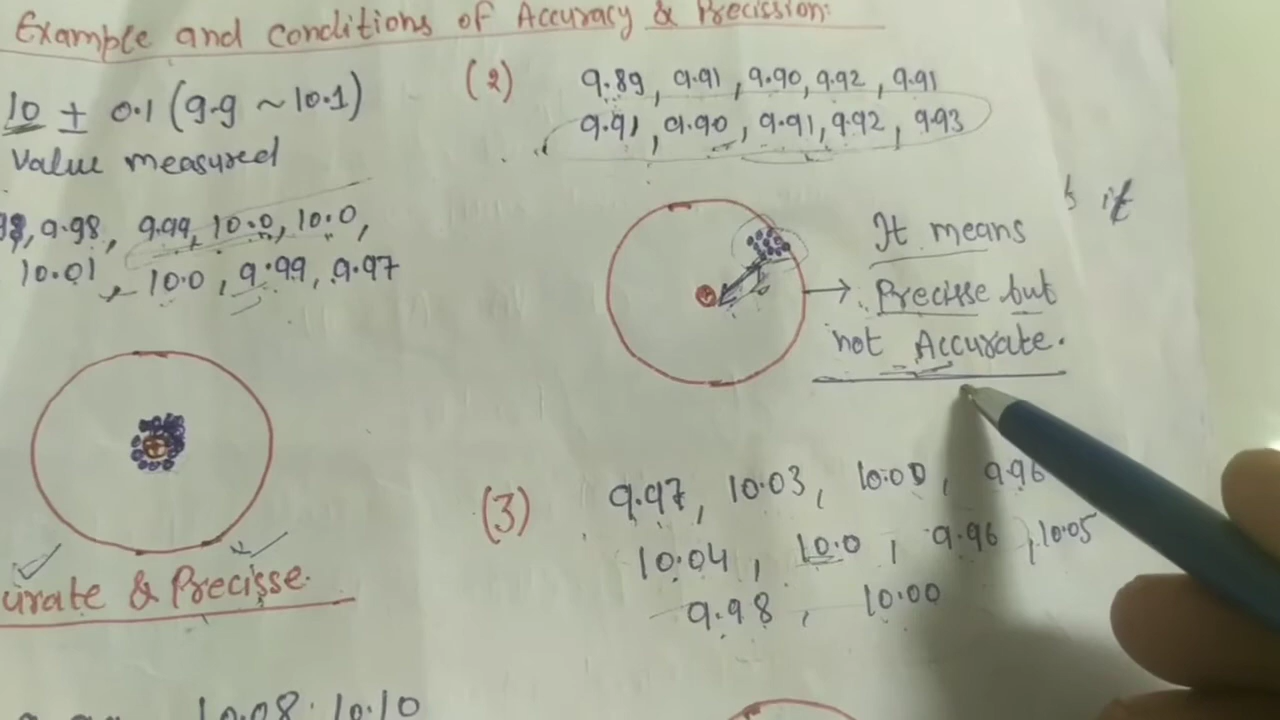 Example and conditions of Accuracy & Precission:
10 ± 0.1 (9.9 ~ 10.1)
Value measured
9.98, 9.99, 10.0, 10.0,
10.01, 10.0, 9.99, 9.97
urate & Precisse.
10.08, 10.10
(2) 9.89, 9.91, 9.90, 9.92, 9.91
9.91, 9.90, 9.91, 9.92, 9.93
it
It means
Precisse but
not Accurate.
(3) 9.97, 10.03, 10.00, 9.96
10.04, 10.0, 9.96, 10.05
9.98, 10.00